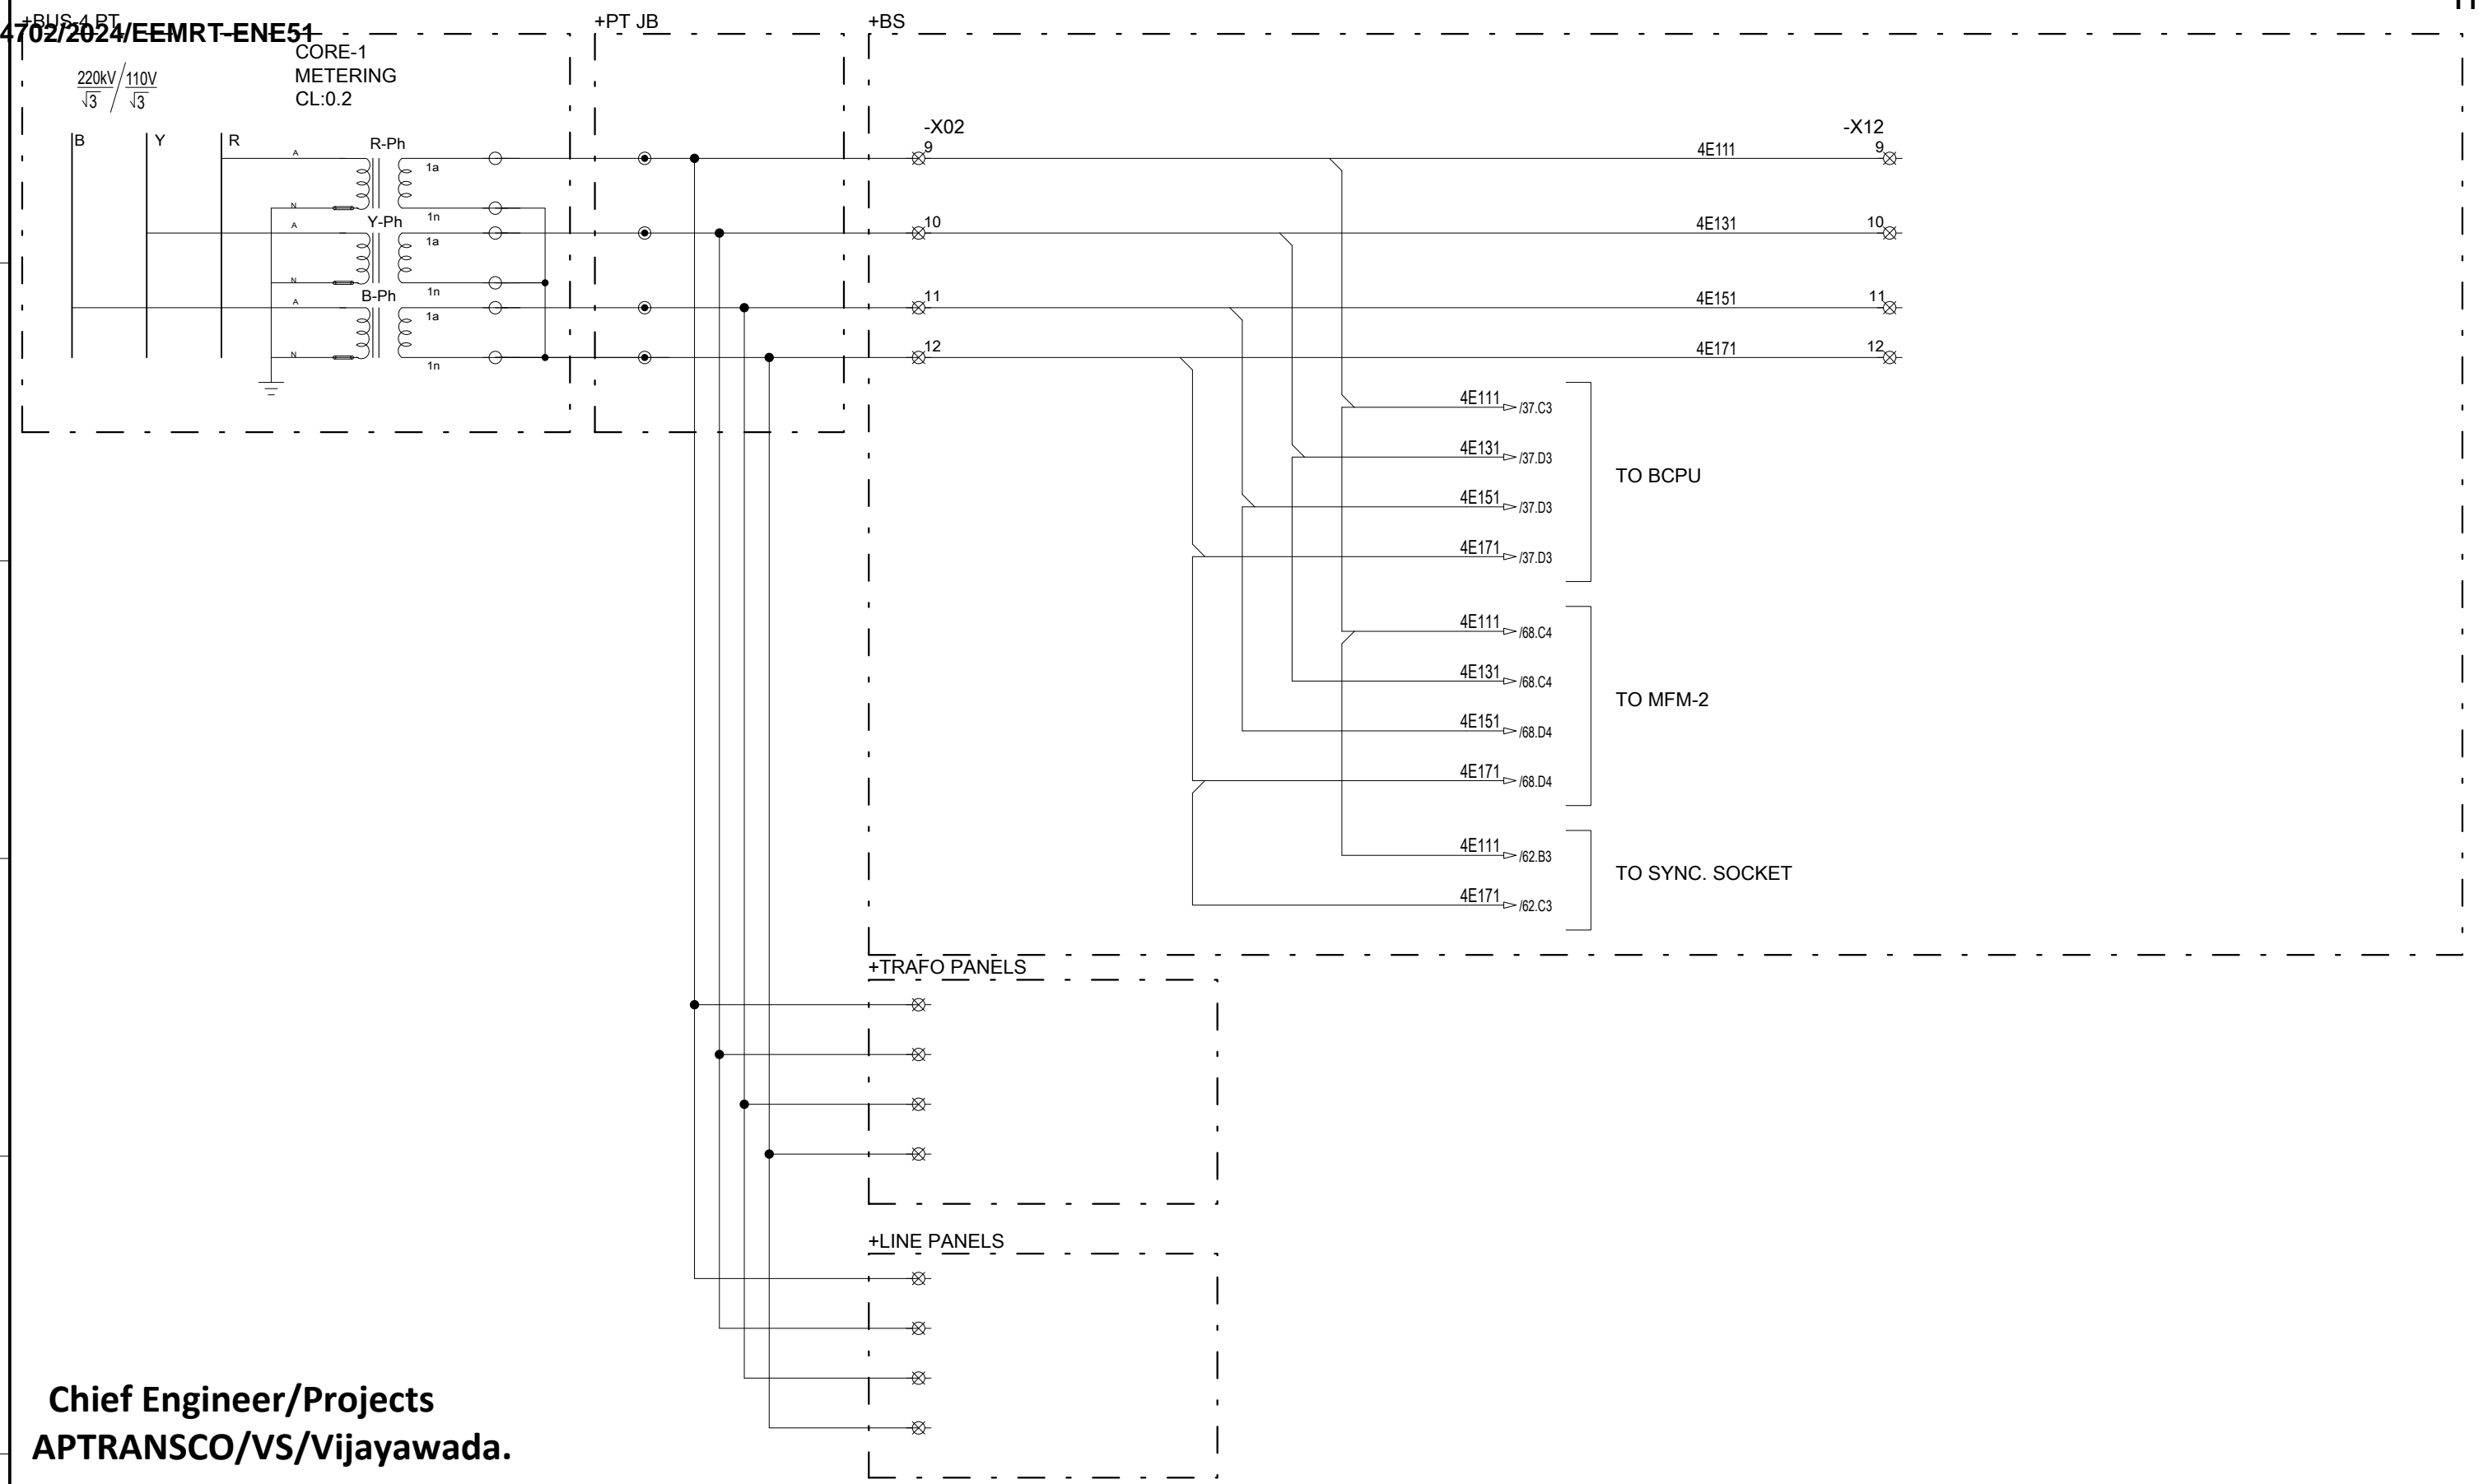 +BUS-4 PT
4702/2024/EEMRT-ENE51
+PT JB
+BS
CORE-1
METERING
CL:0.2
220kV/110V
√3 √3
B
Y
R
A
R-Ph
1a
N
1n
A
Y-Ph
1a
N
1n
A
B-Ph
1a
N
1n
-X02
9
10
11
12
4E111
4E131
4E151
4E171
-X12
9
10
11
12
4E111 /37.C3
4E131 /37.D3
4E151 /37.D3
4E171 /37.D3
TO BCPU
4E111 /68.C4
4E131 /68.C4
4E151 /68.D4
4E171 /68.D4
TO MFM-2
4E111 /62.B3
4E171 /62.C3
TO SYNC. SOCKET
+TRAFO PANELS
+LINE PANELS
Chief Engineer/Projects
APTRANSCO/VS/Vijayawada.